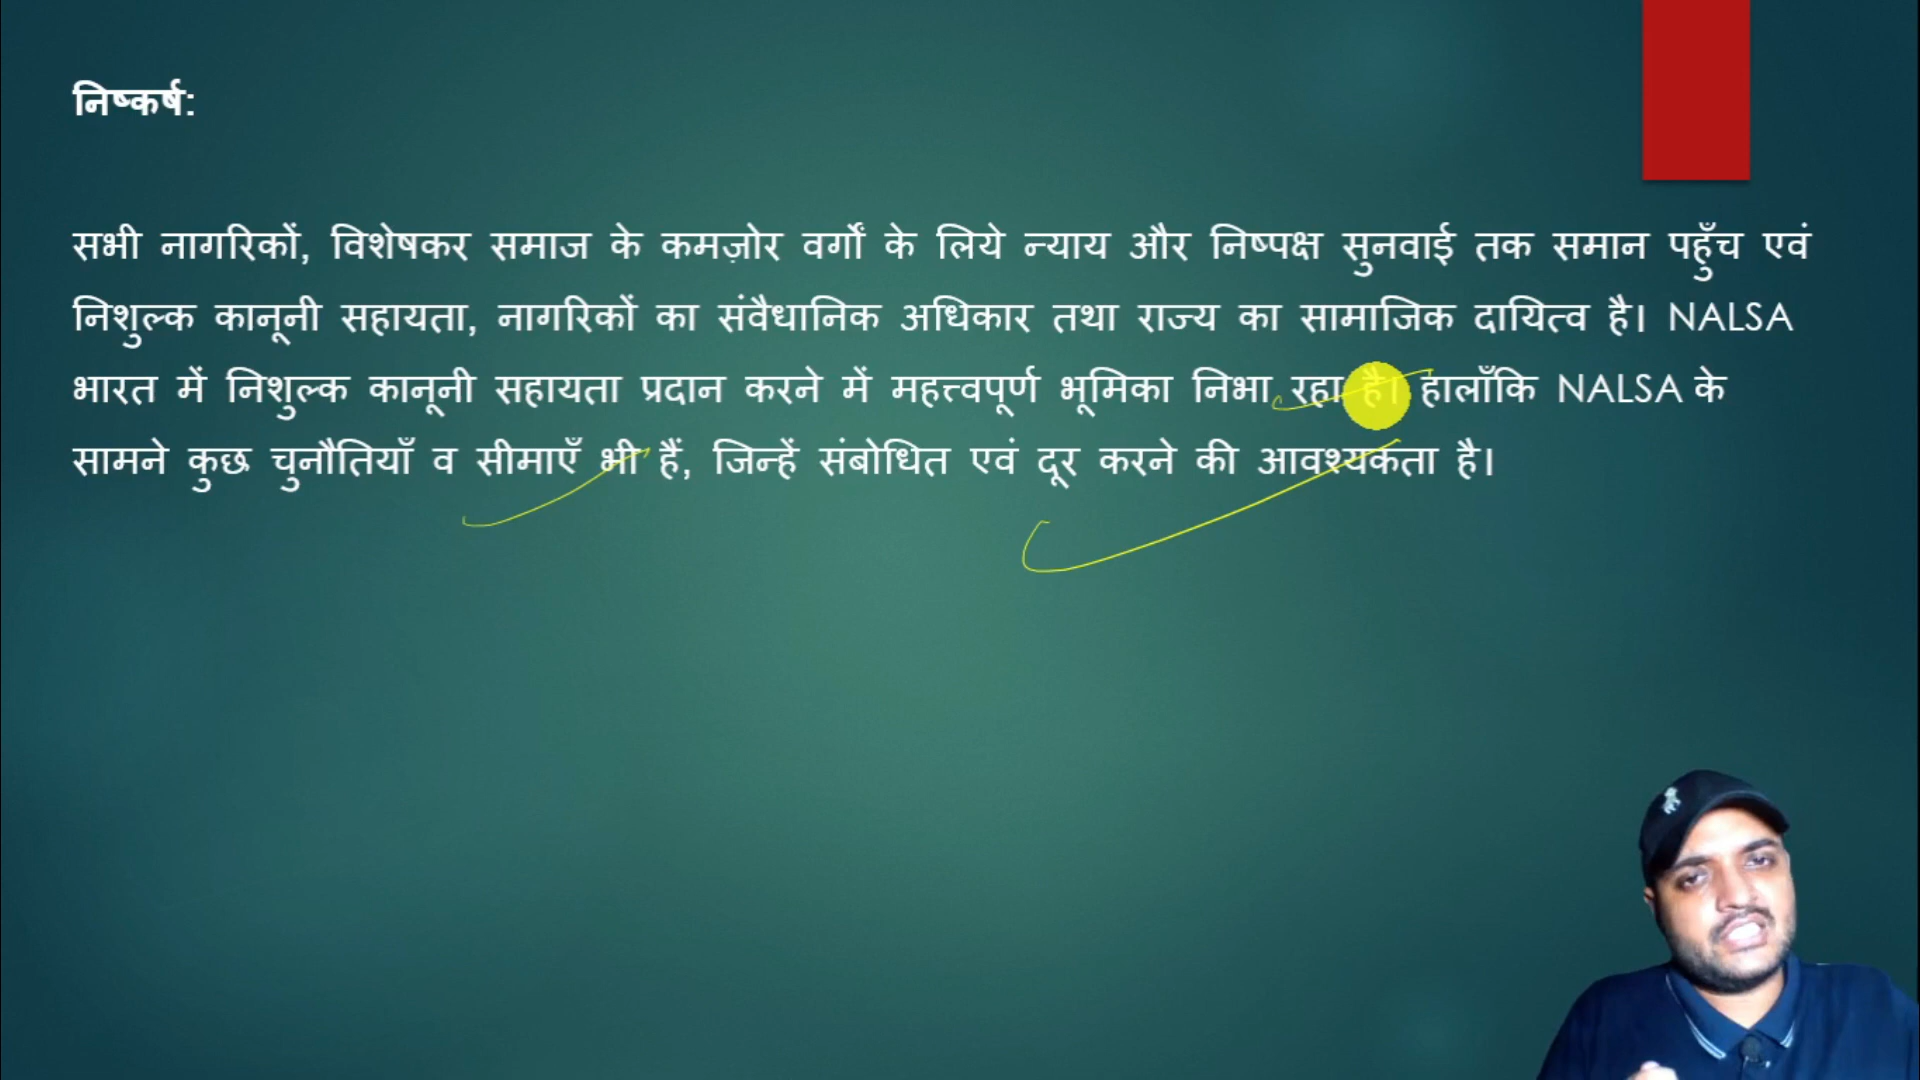 निष्कर्ष:
सभी नागरिकों, विशेषकर समाज के कमज़ोर वर्गों के लिये न्याय और निष्पक्ष सुनवाई तक समान पहुँच एवं
निशुल्क कानूनी सहायता, नागरिकों का संवैधानिक अधिकार तथा राज्य का सामाजिक दायित्व है। NALSA
भारत में निशुल्क कानूनी सहायता प्रदान करने में महत्त्वपूर्ण भूमिका निभा रहा है। हालाँकि NALSA के
सामने कुछ चुनौतियाँ व सीमाएँ भी हैं, जिन्हें संबोधित एवं दूर करने की आवश्यकता है।